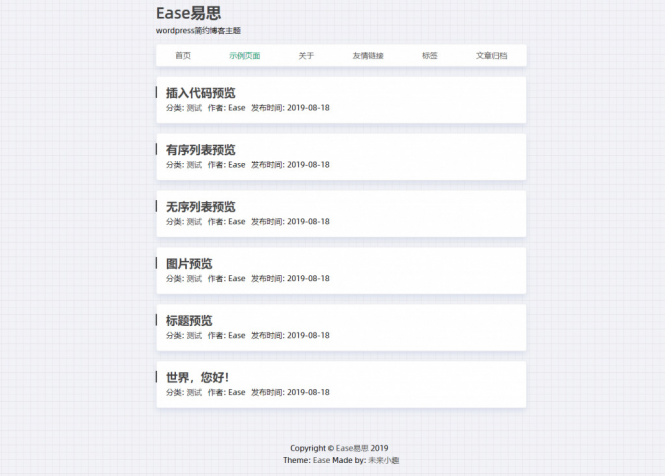 Ease易思
wordpress简约博客主题
首页 示例页面 关于 友情链接 标签 文章归档
插入代码预览
分类: 测试 作者: Ease 发布时间: 2019-08-18
有序列表预览
分类: 测试 作者: Ease 发布时间: 2019-08-18
无序列表预览
分类: 测试 作者: Ease 发布时间: 2019-08-18
图片预览
分类: 测试 作者: Ease 发布时间: 2019-08-18
标题预览
分类: 测试 作者: Ease 发布时间: 2019-08-18
世界，您好！
分类: 测试 作者: Ease 发布时间: 2019-08-18
Copyright © Ease易思 2019
Theme: Ease Made by: 未来小趣